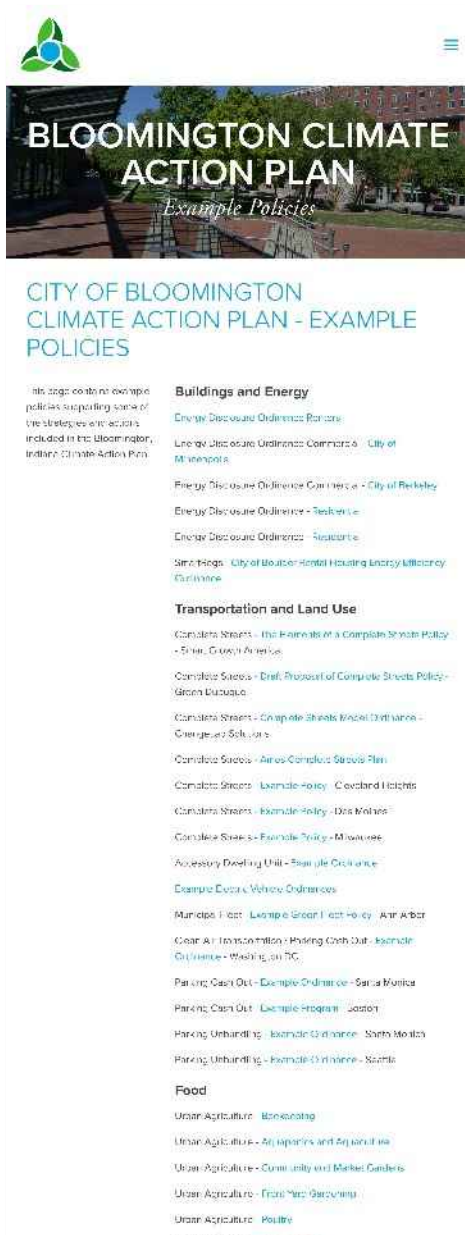 BLOOMINGTON CLIMATE
ACTION PLAN
Example Policies
CITY OF BLOOMINGTON
CLIMATE ACTION PLAN - EXAMPLE
POLICIES
This page contains example
policies supporting some of
the strategies and actions
included in the Bloomington,
Indiana Climate Action Plan
Buildings and Energy
Energy Disclosure Ordinance Renters
Energy Disclosure Ordinance Commercial - City of
Minneapolis
Energy Disclosure Ordinance Commercial - City of Berkeley
Energy Disclosure Ordinance - Residential
Energy Disclosure Ordinance - Residential
SmartRegs - City of Boulder Rental Housing Energy Efficiency
Ordinance
Transportation and Land Use
Complete Streets - The Elements of a Complete Streets Policy
- Smart Growth America
Complete Streets - Draft Proposal of Complete Streets Policy -
Green Dubuque
Complete Streets - Complete Streets Model Ordinance -
ChangeLab Solutions
Complete Streets - Ames Complete Streets Plan
Complete Streets - Example Policy - Cleveland Heights
Complete Streets - Example Policy - Des Moines
Complete Streets - Example Policy - Milwaukee
Accessory Dwelling Unit - Example Ordinance
Example Electric Vehicle Ordinances
Municipal Fleet - Example Green Fleet Policy - Ann Arbor
Clean Air Transportation - Parking Cash Out - Example
Ordinance - Washington DC
Parking Cash Out - Example Ordinance - Santa Monica
Parking Cash Out - Example Program - Boston
Parking Unbundling - Example Ordinance - Santa Monica
Parking Unbundling - Example Ordinance - Seattle
Food
Urban Agriculture - Beekeeping
Urban Agriculture - Aquaponics and Aquaculture
Urban Agriculture - Community and Market Gardens
Urban Agriculture - Front Yard Gardening
Urban Agriculture - Poultry